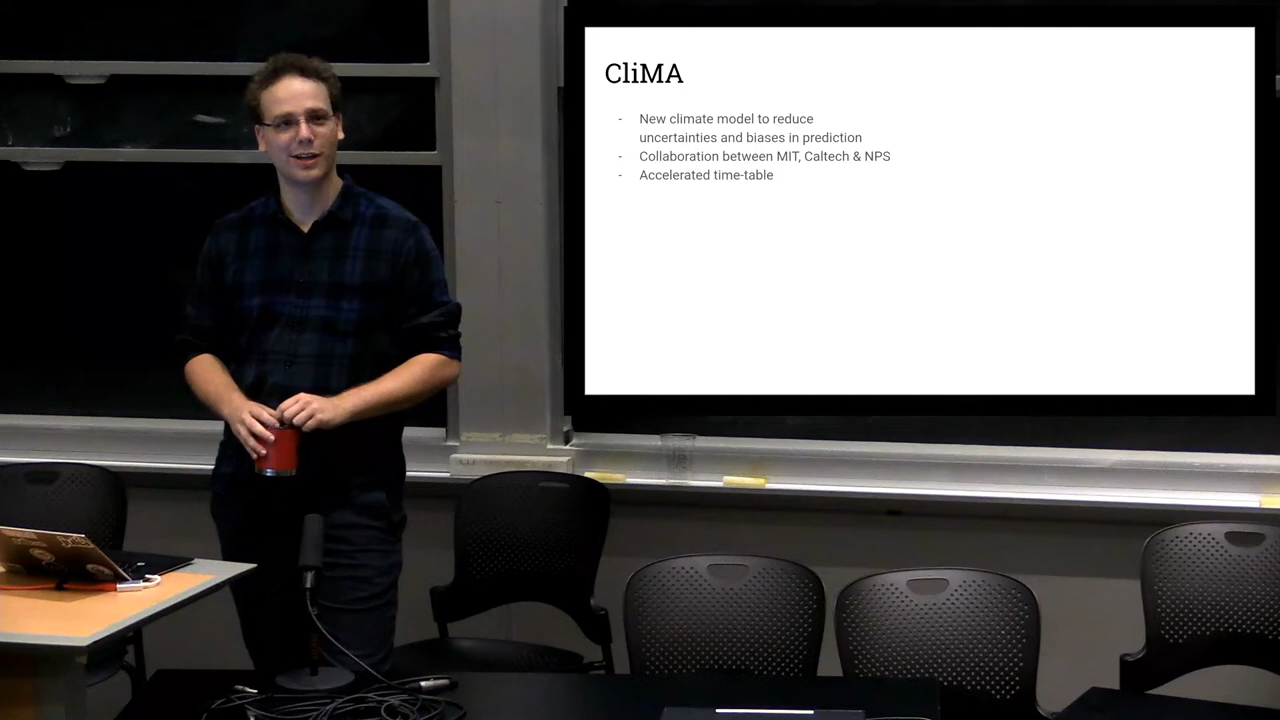 CliMA
- New climate model to reduce
uncertainties and biases in prediction
- Collaboration between MIT, Caltech & NPS
- Accelerated time-table